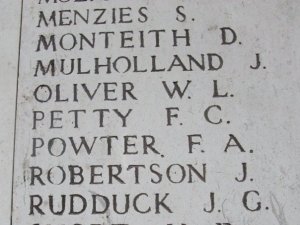 MENZIES S.
MONTEITH D.
MULHOLLAND J.
OLIVER W. L.
PETTY F. C.
POWTER F. A.
ROBERTSON J.
RUDDUCK J. G.